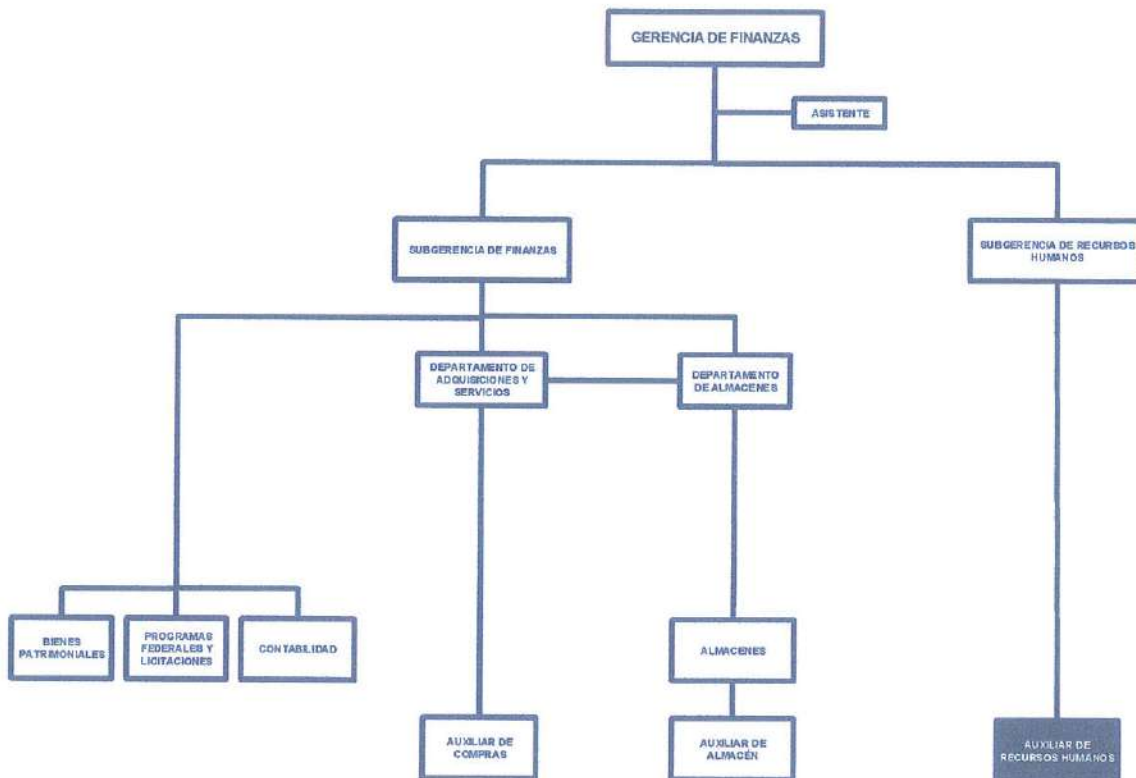 GERENCIA DE FINANZAS
ASISTENTE
SUBGERENCIA DE FINANZAS
SUBGERENCIA DE RECURSOS
HUMANOS
DEPARTAMENTO DE
ADQUISICIONES Y
SERVICIOS
DEPARTAMENTO
DE ALMACENES
BIENES
PATRIMONIALES
PROGRAMAS
FEDERALES Y
LICITACIONES
CONTABILIDAD
ALMACENES
AUXILIAR DE
COMPRAS
AUXILIAR DE
ALMACÉN
AUXILIAR DE
RECURSOS HUMANOS